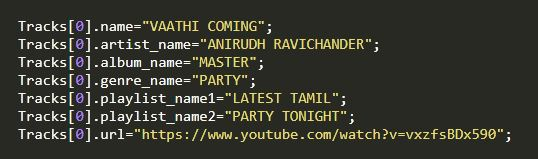 Tracks[0].name="VAATHI COMING";
Tracks[0].artist_name="ANIRUDH RAVICHANDER";
Tracks[0].album_name="MASTER";
Tracks[0].genre_name="PARTY";
Tracks[0].playlist_name1="LATEST TAMIL";
Tracks[0].playlist_name2="PARTY TONIGHT";
Tracks[0].url="https://www.youtube.com/watch?v=vxzfsBDx590";